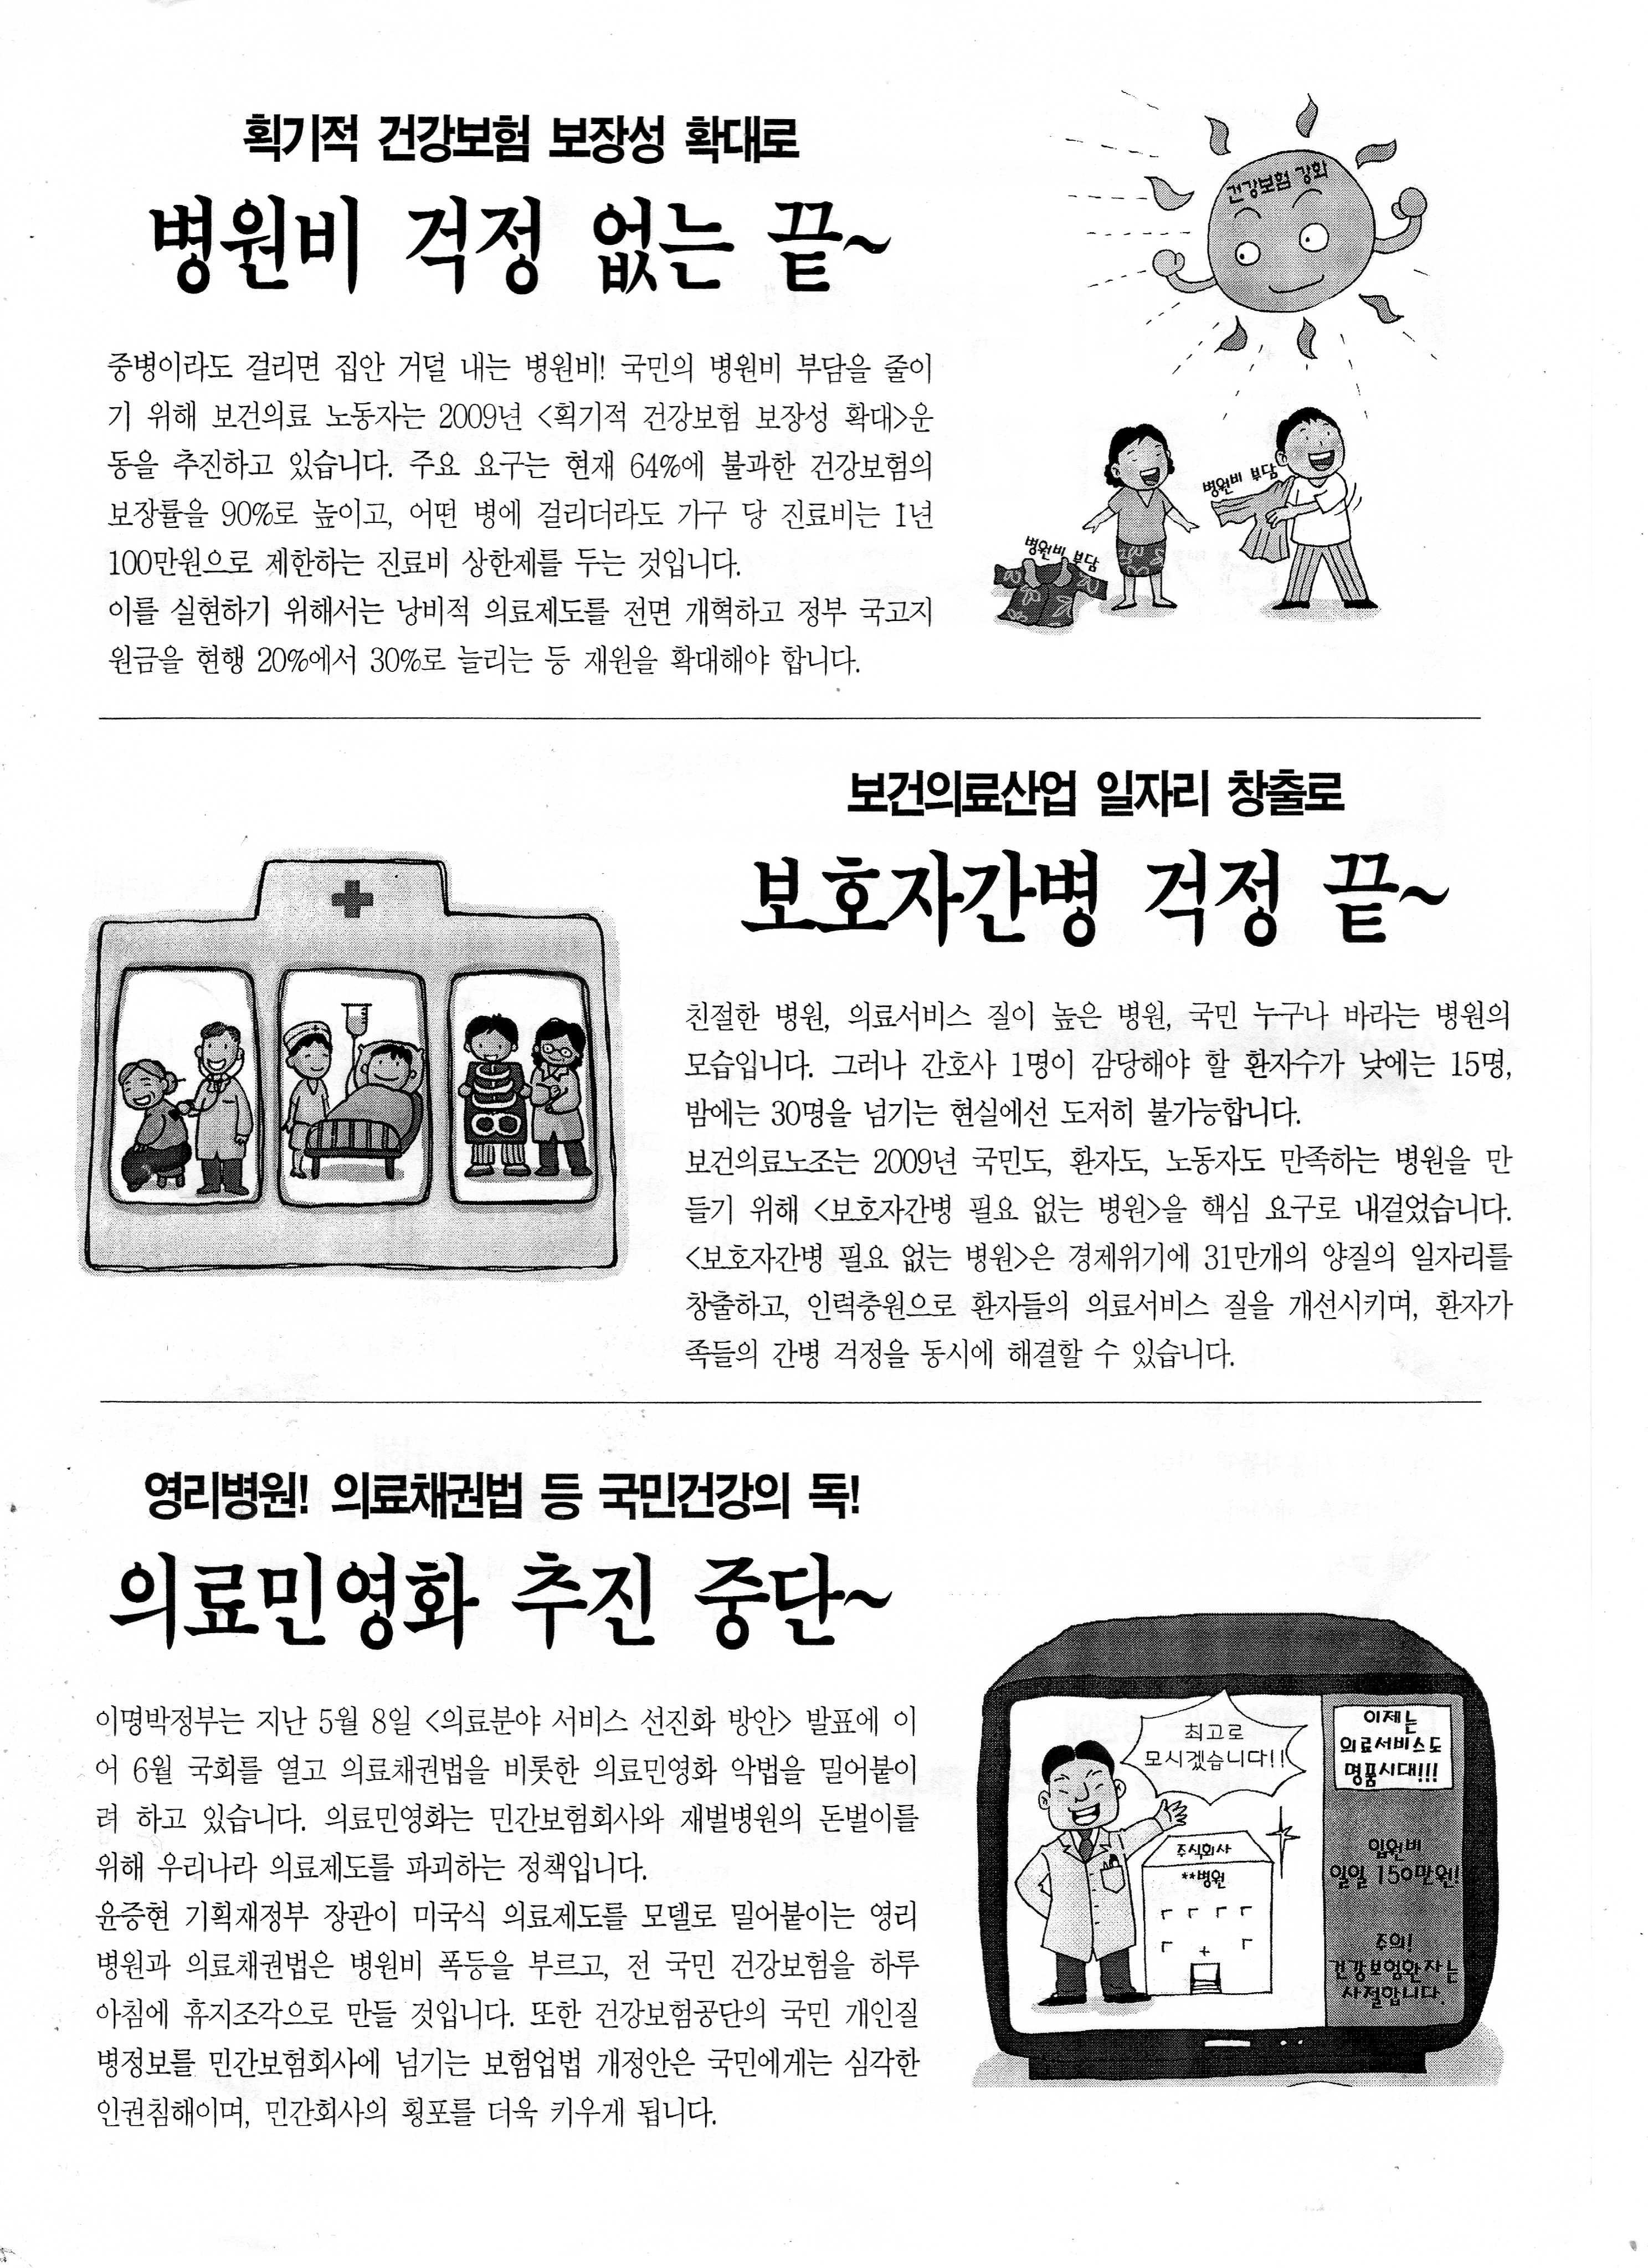 획기적 건강보험 보장성 확대로
병원비 걱정 없는 끝~
건강보험 강화
중병이라도 걸리면 집안 거덜 내는 병원비! 국민의 병원비 부담을 줄이
기 위해 보건의료 노동자는 2009년 <획기적 건강보험 보장성 확대>운
동을 추진하고 있습니다. 주요 요구는 현재 64%에 불과한 건강보험의
보장률을 90%로 높이고, 어떤 병에 걸리더라도 가구 당 진료비는 1년
100만원으로 제한하는 진료비 상한제를 두는 것입니다.
이를 실현하기 위해서는 낭비적 의료제도를 전면 개혁하고 정부 국고지
원금을 현행 20%에서 30%로 늘리는 등 재원을 확대해야 합니다.
병원비 부담
병원비 부담
보건의료산업 일자리 창출로
보호자간병 걱정 끝~
친절한 병원, 의료서비스 질이 높은 병원, 국민 누구나 바라는 병원의
모습입니다. 그러나 간호사 1명이 감당해야 할 환자수가 낮에는 15명,
밤에는 30명을 넘기는 현실에선 도저히 불가능합니다.
보건의료노조는 2009년 국민도, 환자도, 노동자도 만족하는 병원을 만
들기 위해 <보호자간병 필요 없는 병원>을 핵심 요구로 내걸었습니다.
<보호자간병 필요 없는 병원>은 경제위기에 31만개의 양질의 일자리를
창출하고, 인력충원으로 환자들의 의료서비스 질을 개선시키며, 환자가
족들의 간병 걱정을 동시에 해결할 수 있습니다.
영리병원! 의료채권법 등 국민건강의 독!
의료민영화 추진 중단~
이명박정부는 지난 5월 8일 <의료분야 서비스 선진화 방안> 발표에 이
어 6월 국회를 열고 의료채권법을 비롯한 의료민영화 악법을 밀어붙이
려 하고 있습니다. 의료민영화는 민간보험회사와 재벌병원의 돈벌이를
위해 우리나라 의료제도를 파괴하는 정책입니다.
윤증현 기획재정부 장관이 미국식 의료제도를 모델로 밀어붙이는 영리
병원과 의료채권법은 병원비 폭등을 부르고, 전 국민 건강보험을 하루
아침에 휴지조각으로 만들 것입니다. 또한 건강보험공단의 국민 개인질
병정보를 민간보험회사에 넘기는 보험업법 개정안은 국민에게는 심각한
인권침해이며, 민간회사의 횡포를 더욱 키우게 됩니다.
최고로
모시겠습니다!!
주식회사
**병원
이제는
의료서비스도
명품시대!!!
입원비
일일 150만원!
주의!
건강보험환자는
사절합니다.